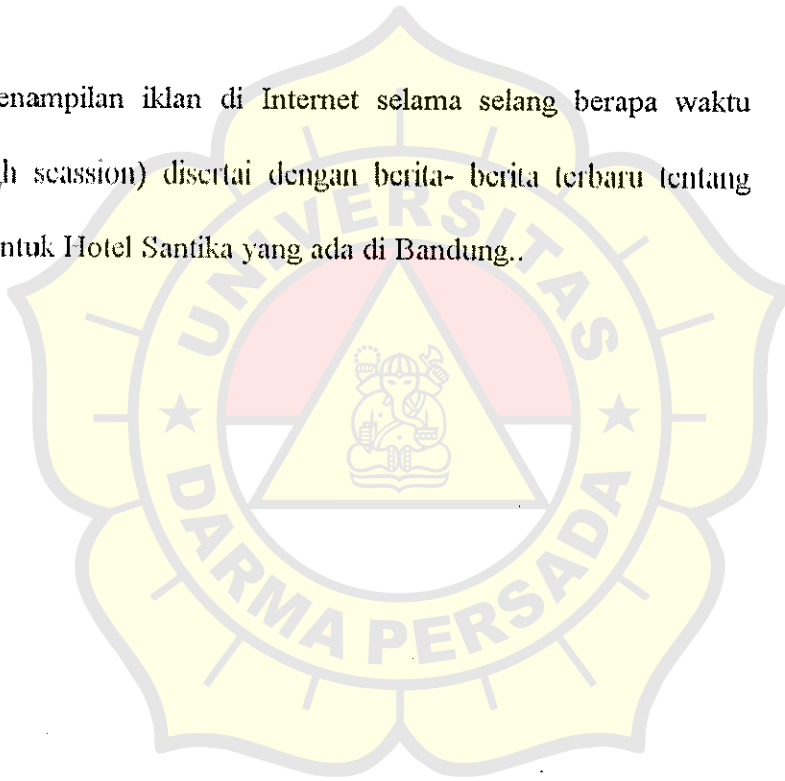 enampilan iklan di Internet selama selang berapa waktu
h seassion) disertai dengan berita- berita terbaru tentang
ntuk Hotel Santika yang ada di Bandung..
UNIVERSITAS
DARMA PERSADA